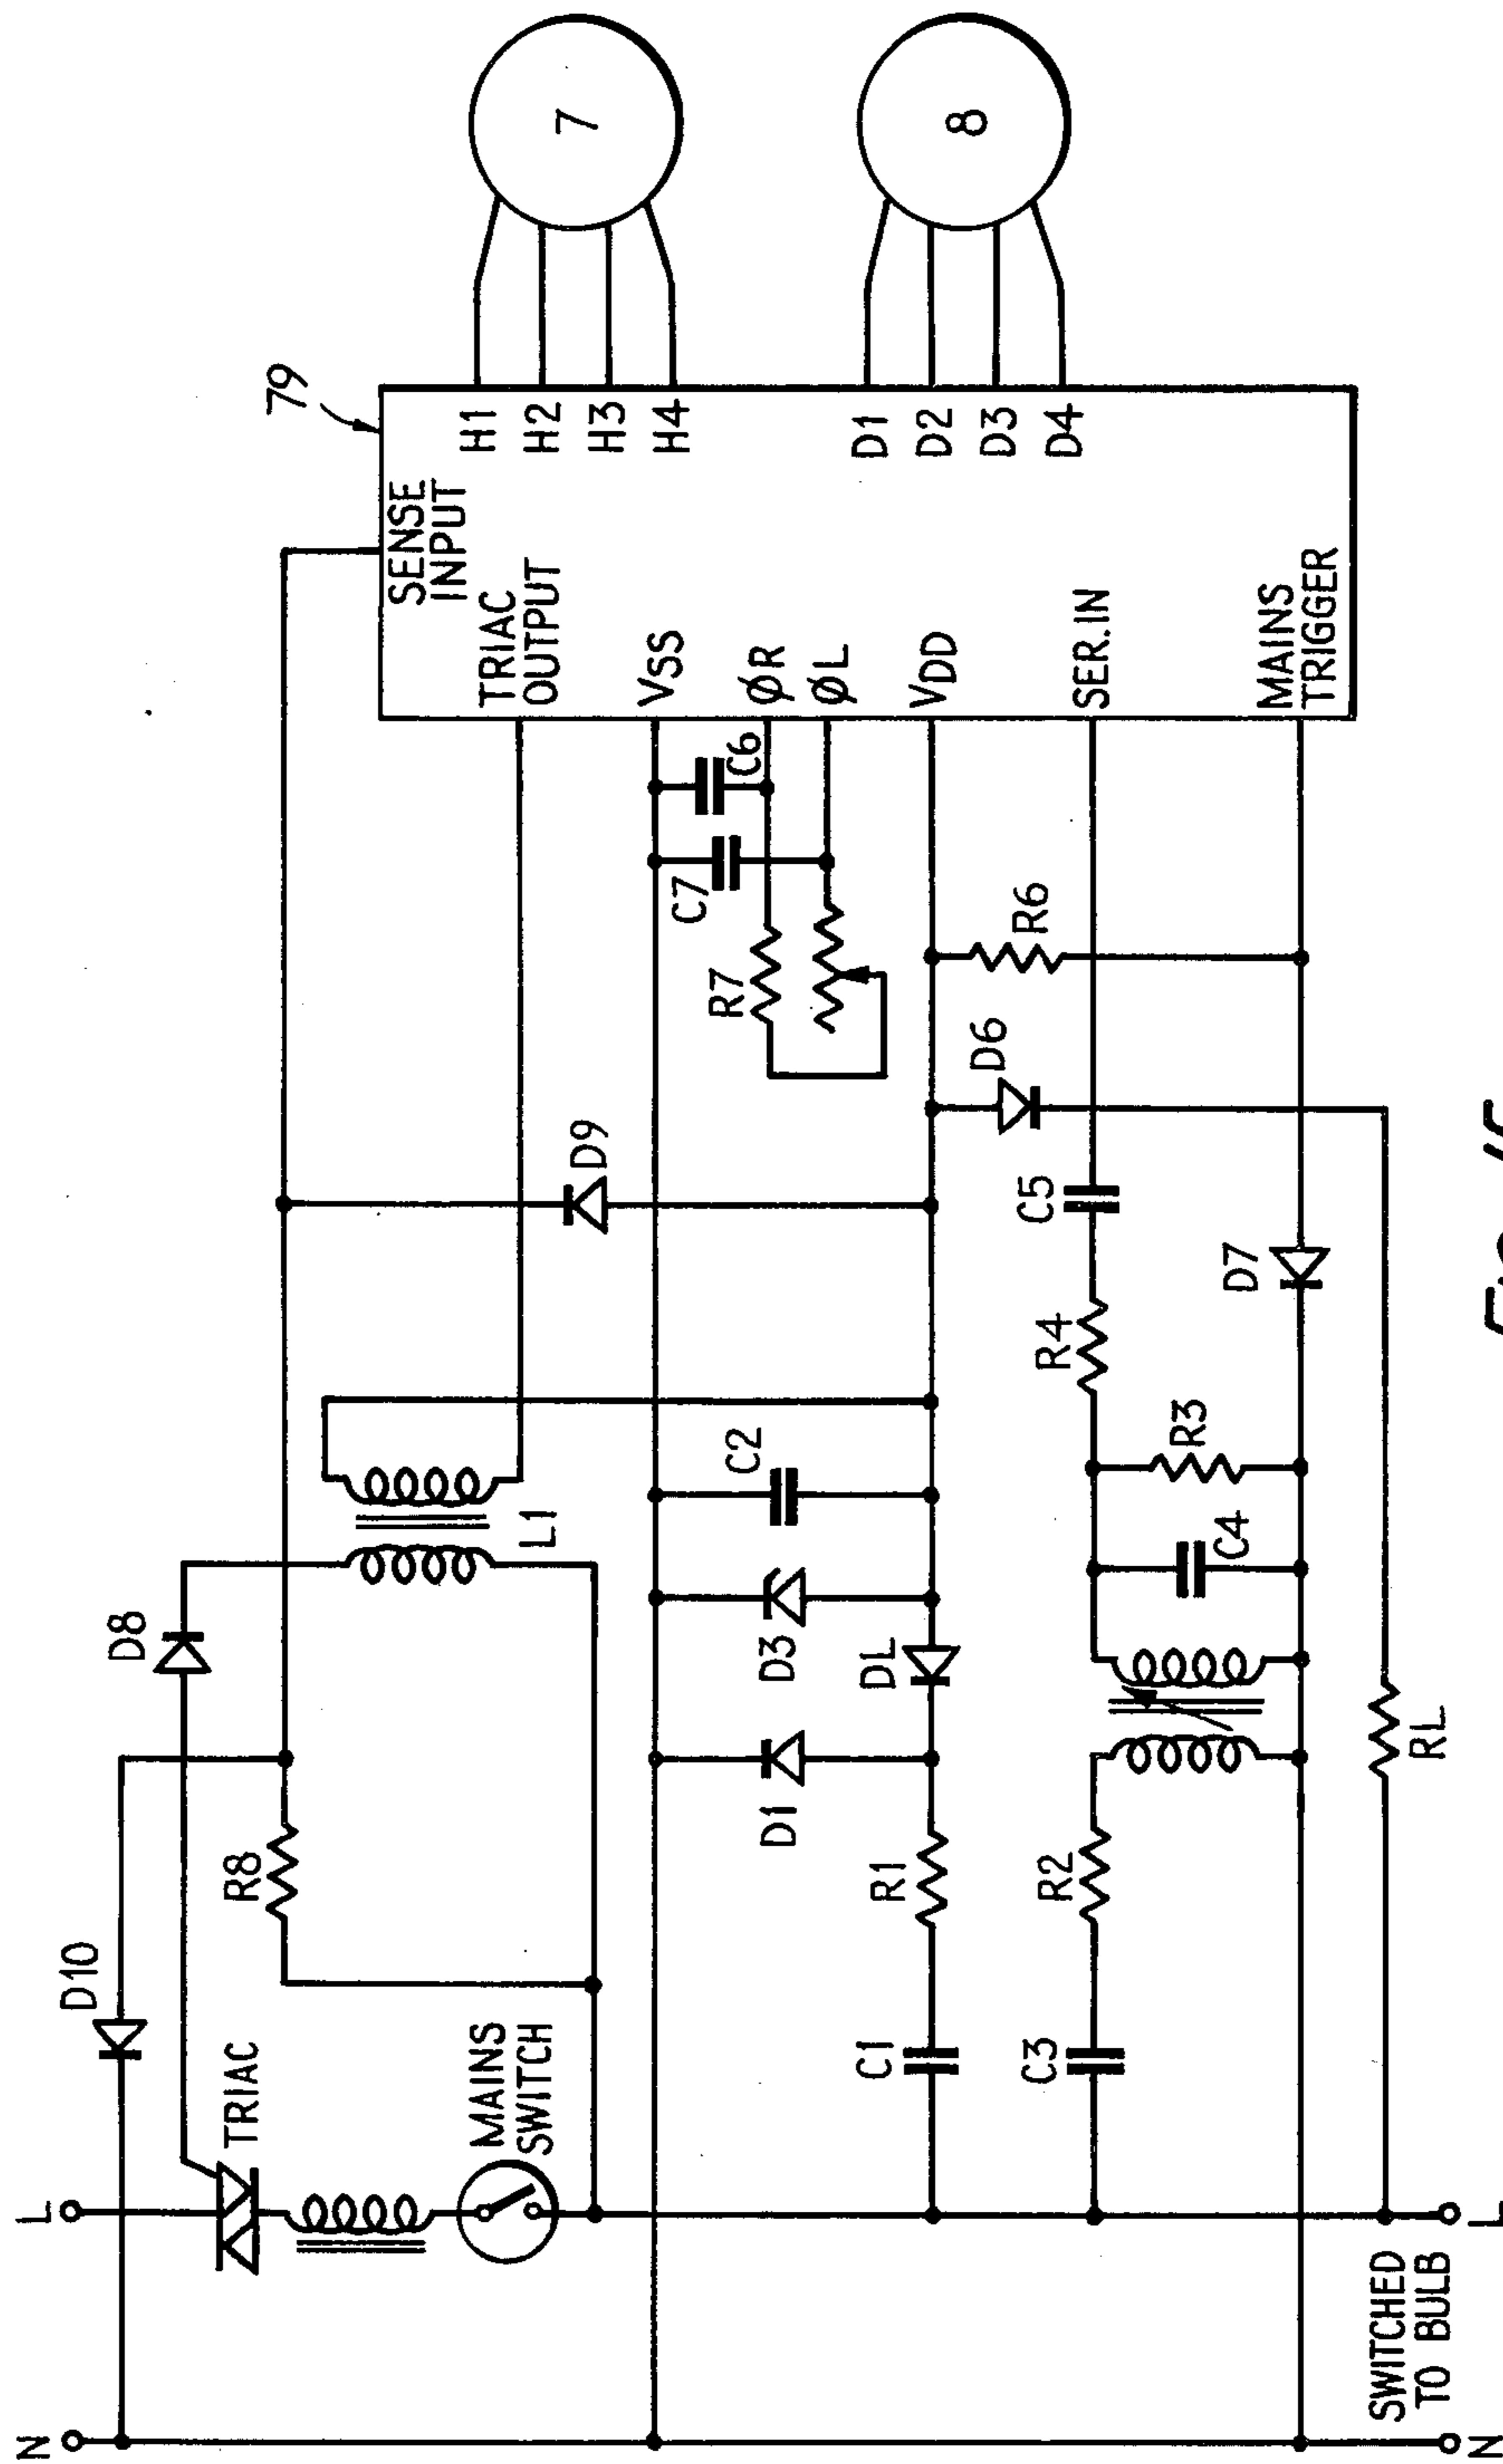 N
L
TRIAC
MAINS
SWITCH
D10
D8
R8
L1
79
SENSE
INPUT
TRIAC
OUTPUT
H1
H2
H3
H4
7
VSS
ØR
ØL
VDD
D1
D2
D3
D4
8
SER.IN
MAINS
TRIGGER
C6
C7
R7
D9
D6
R6
C2
D3
DL
D1
R1
C1
C3
R2
C4
R3
R4
C5
D7
RL
SWITCHED
TO BULB
N
L